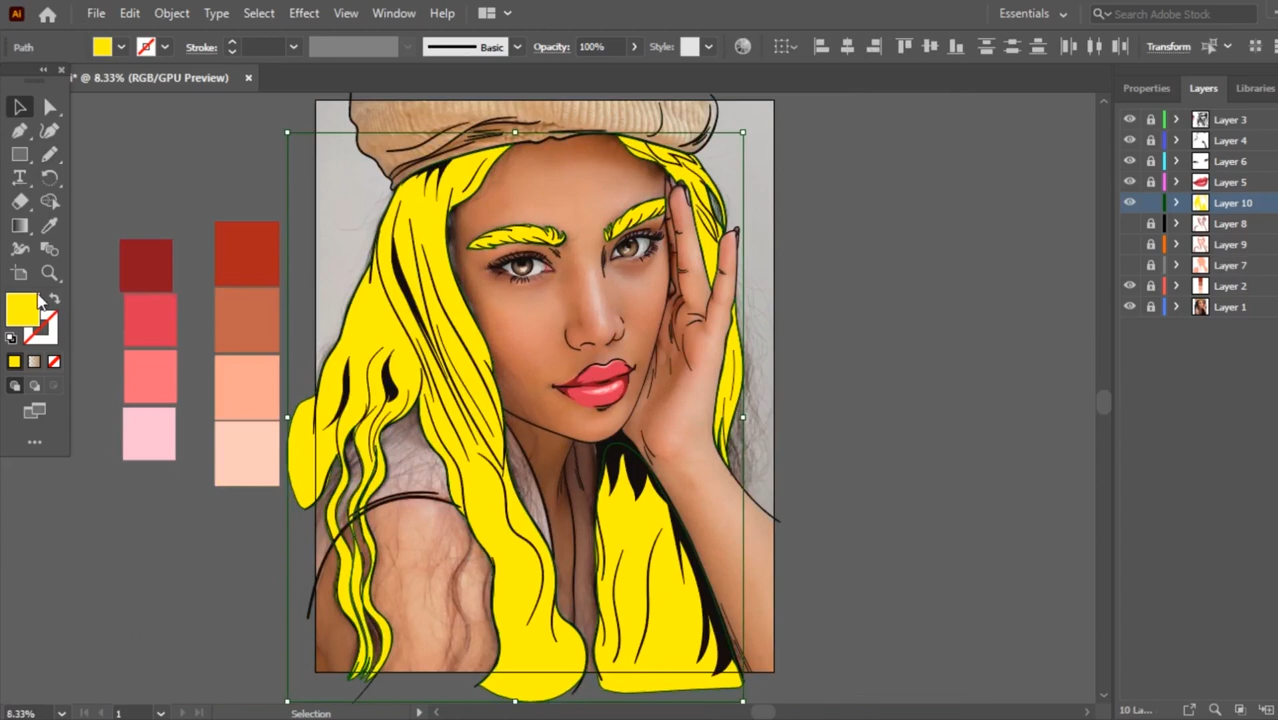 Ai File Edit Object Type Select Effect View Window Help Essentials Search Adobe Stock
Path Stroke: Basic Opacity: 100% Style: Transform
i* @ 8.33% (RGB/GPU Preview)
Properties Layers Libraries
Layer 3
Layer 4
Layer 6
Layer 5
Layer 10
Layer 8
Layer 9
Layer 7
Layer 2
Layer 1
8.33% 1 Selection 10 La...